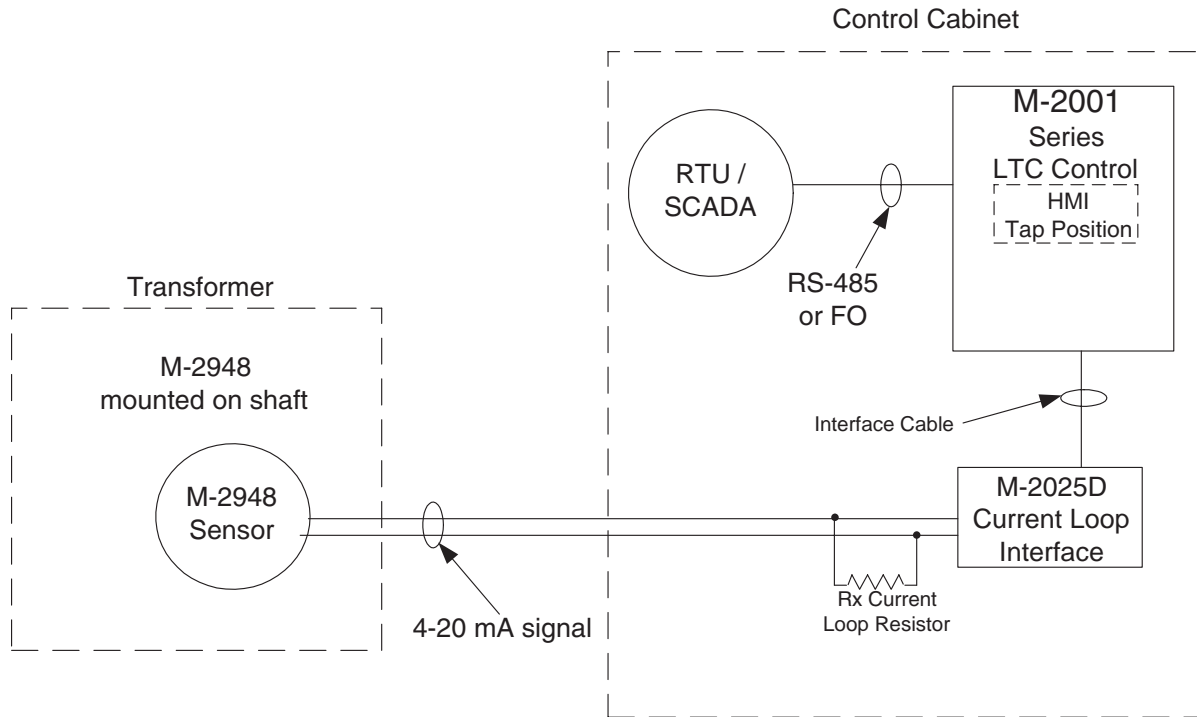 Control Cabinet
M-2001
Series
LTC Control
HMI
Tap Position
RTU /
SCADA
RS-485
or FO
Transformer
M-2948
mounted on shaft
Interface Cable
M-2948
Sensor
M-2025D
Current Loop
Interface
Rx Current
Loop Resistor
4-20 mA signal